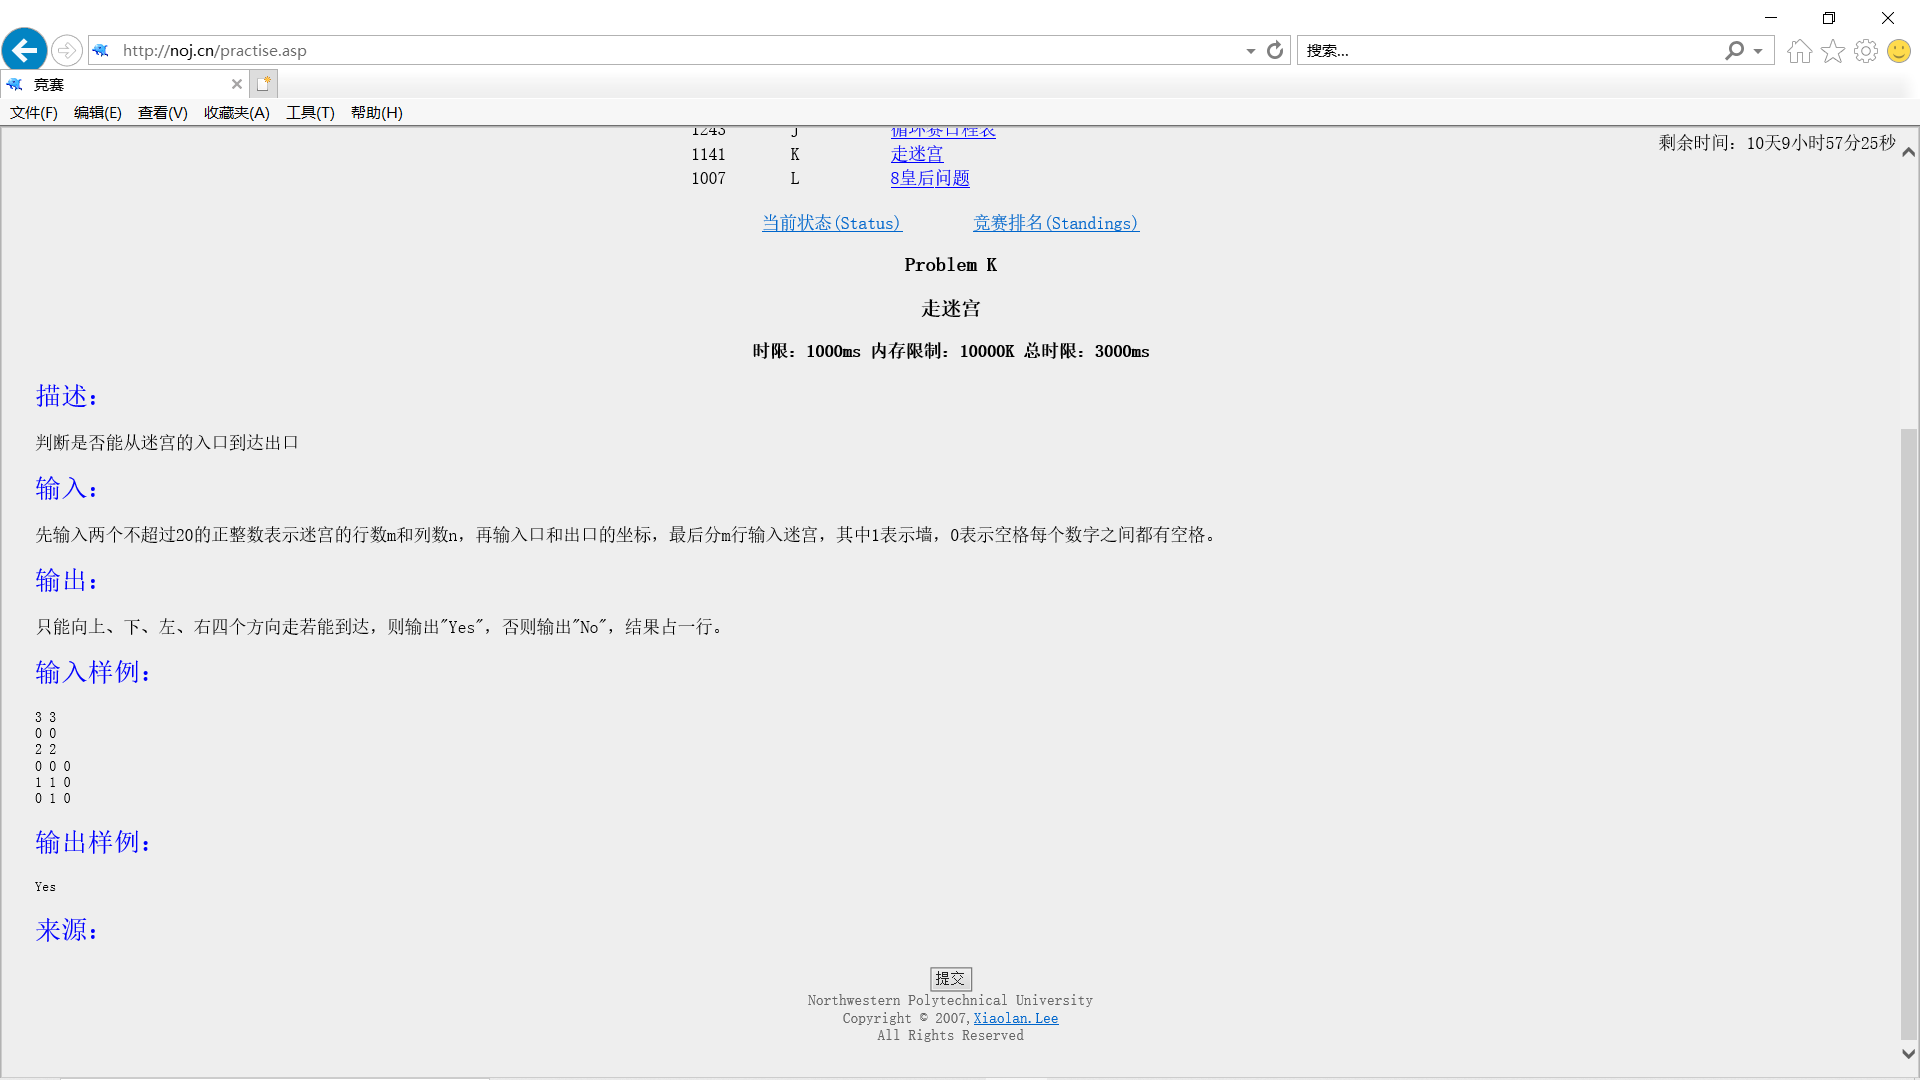 http://noj.cn/practise.asp
搜索...
竞赛
文件(F) 编辑(E) 查看(V) 收藏夹(A) 工具(T) 帮助(H)
剩余时间：10天9小时57分25秒
1243 J 循环赛日程表
1141 K 走迷宫
1007 L 8皇后问题
当前状态(Status) 竞赛排名(Standings)
Problem K
走迷宫
时限：1000ms 内存限制：10000K 总时限：3000ms
描述：
判断是否能从迷宫的入口到达出口
输入：
先输入两个不超过20的正整数表示迷宫的行数m和列数n，再输入口和出口的坐标，最后分m行输入迷宫，其中1表示墙，0表示空格每个数字之间都有空格。
输出：
只能向上、下、左、右四个方向走若能到达，则输出"Yes"，否则输出"No"，结果占一行。
输入样例：
3 3
0 0
2 2
0 0 0
1 1 0
0 1 0
输出样例：
Yes
来源：
提交
Northwestern Polytechnical University
Copyright © 2007,Xiaolan.Lee
All Rights Reserved